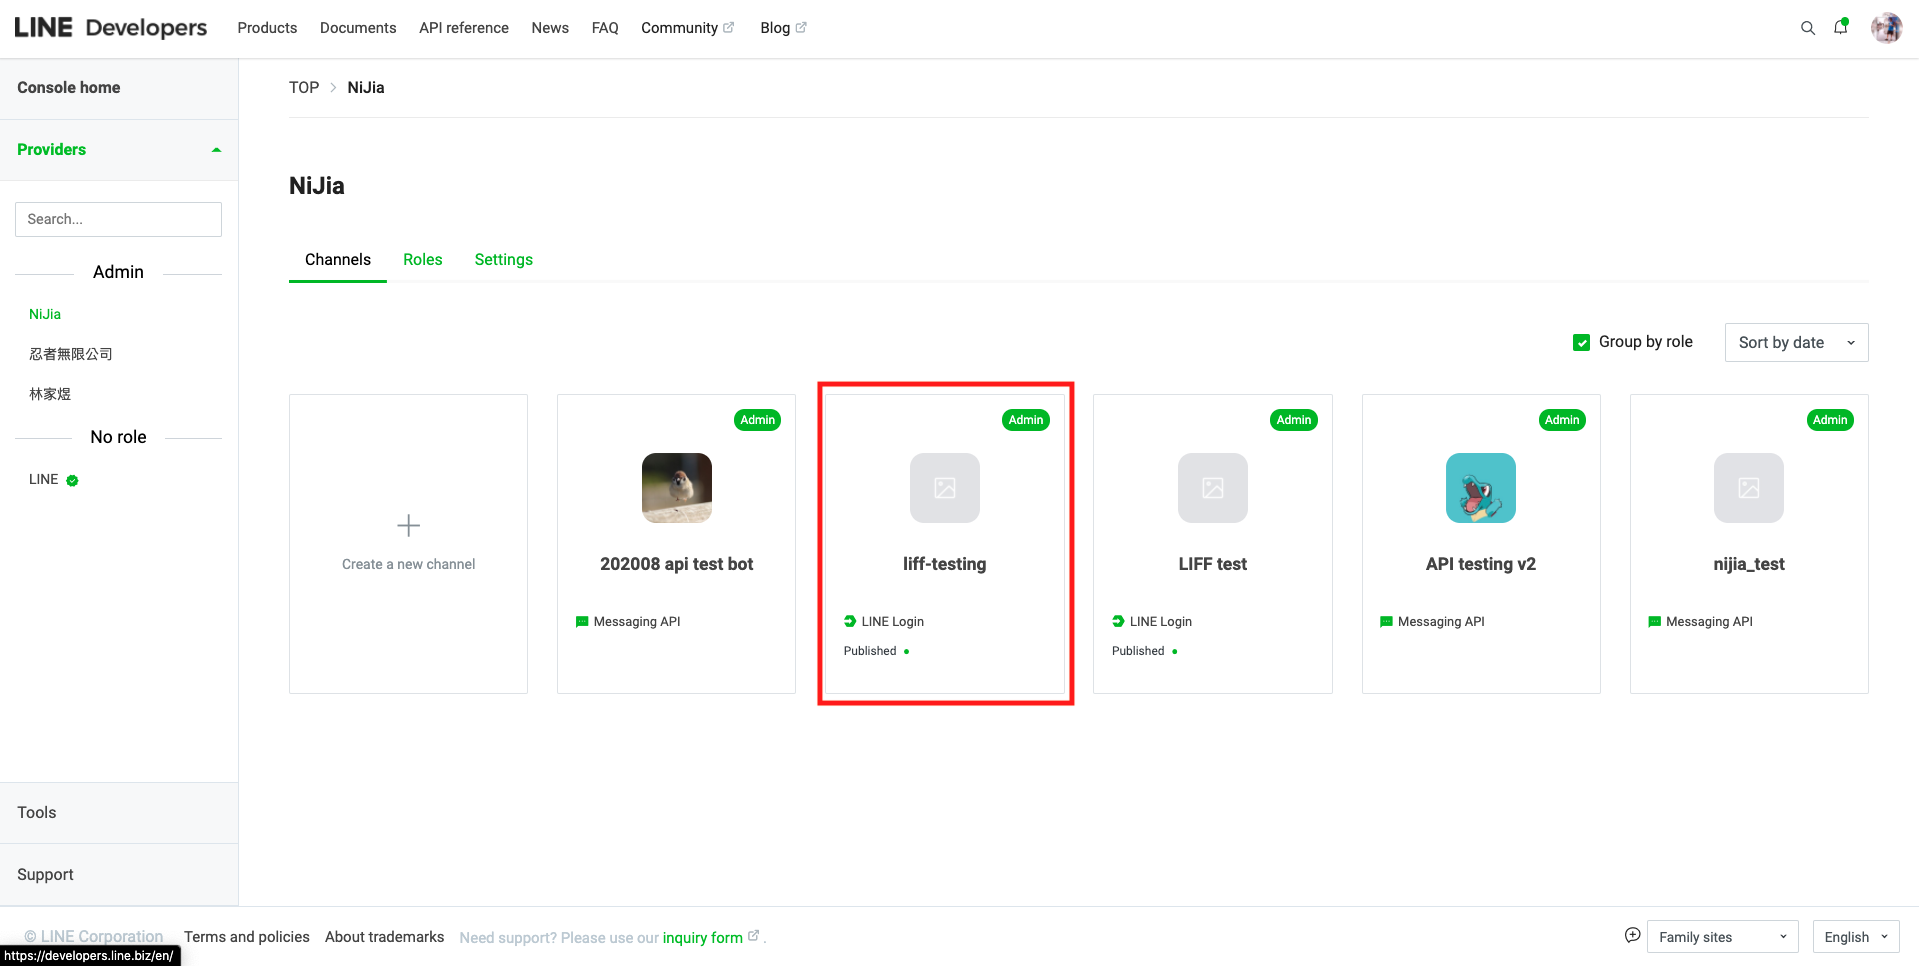 LINE Developers Products Documents API reference News FAQ Community Blog
Console home
Providers
Search...
Admin
NiJia
忍者無限公司
林家煜
No role
LINE
Tools
Support
TOP > NiJia
NiJia
Channels Roles Settings
Group by role Sort by date
Create a new channel
Admin
202008 api test bot
Messaging API
Admin
liff-testing
LINE Login
Published
Admin
LIFF test
LINE Login
Published
Admin
API testing v2
Messaging API
Admin
nijia_test
Messaging API
© LINE Corporation Terms and policies About trademarks Need support? Please use our inquiry form .
Family sites English
https://developers.line.biz/en/